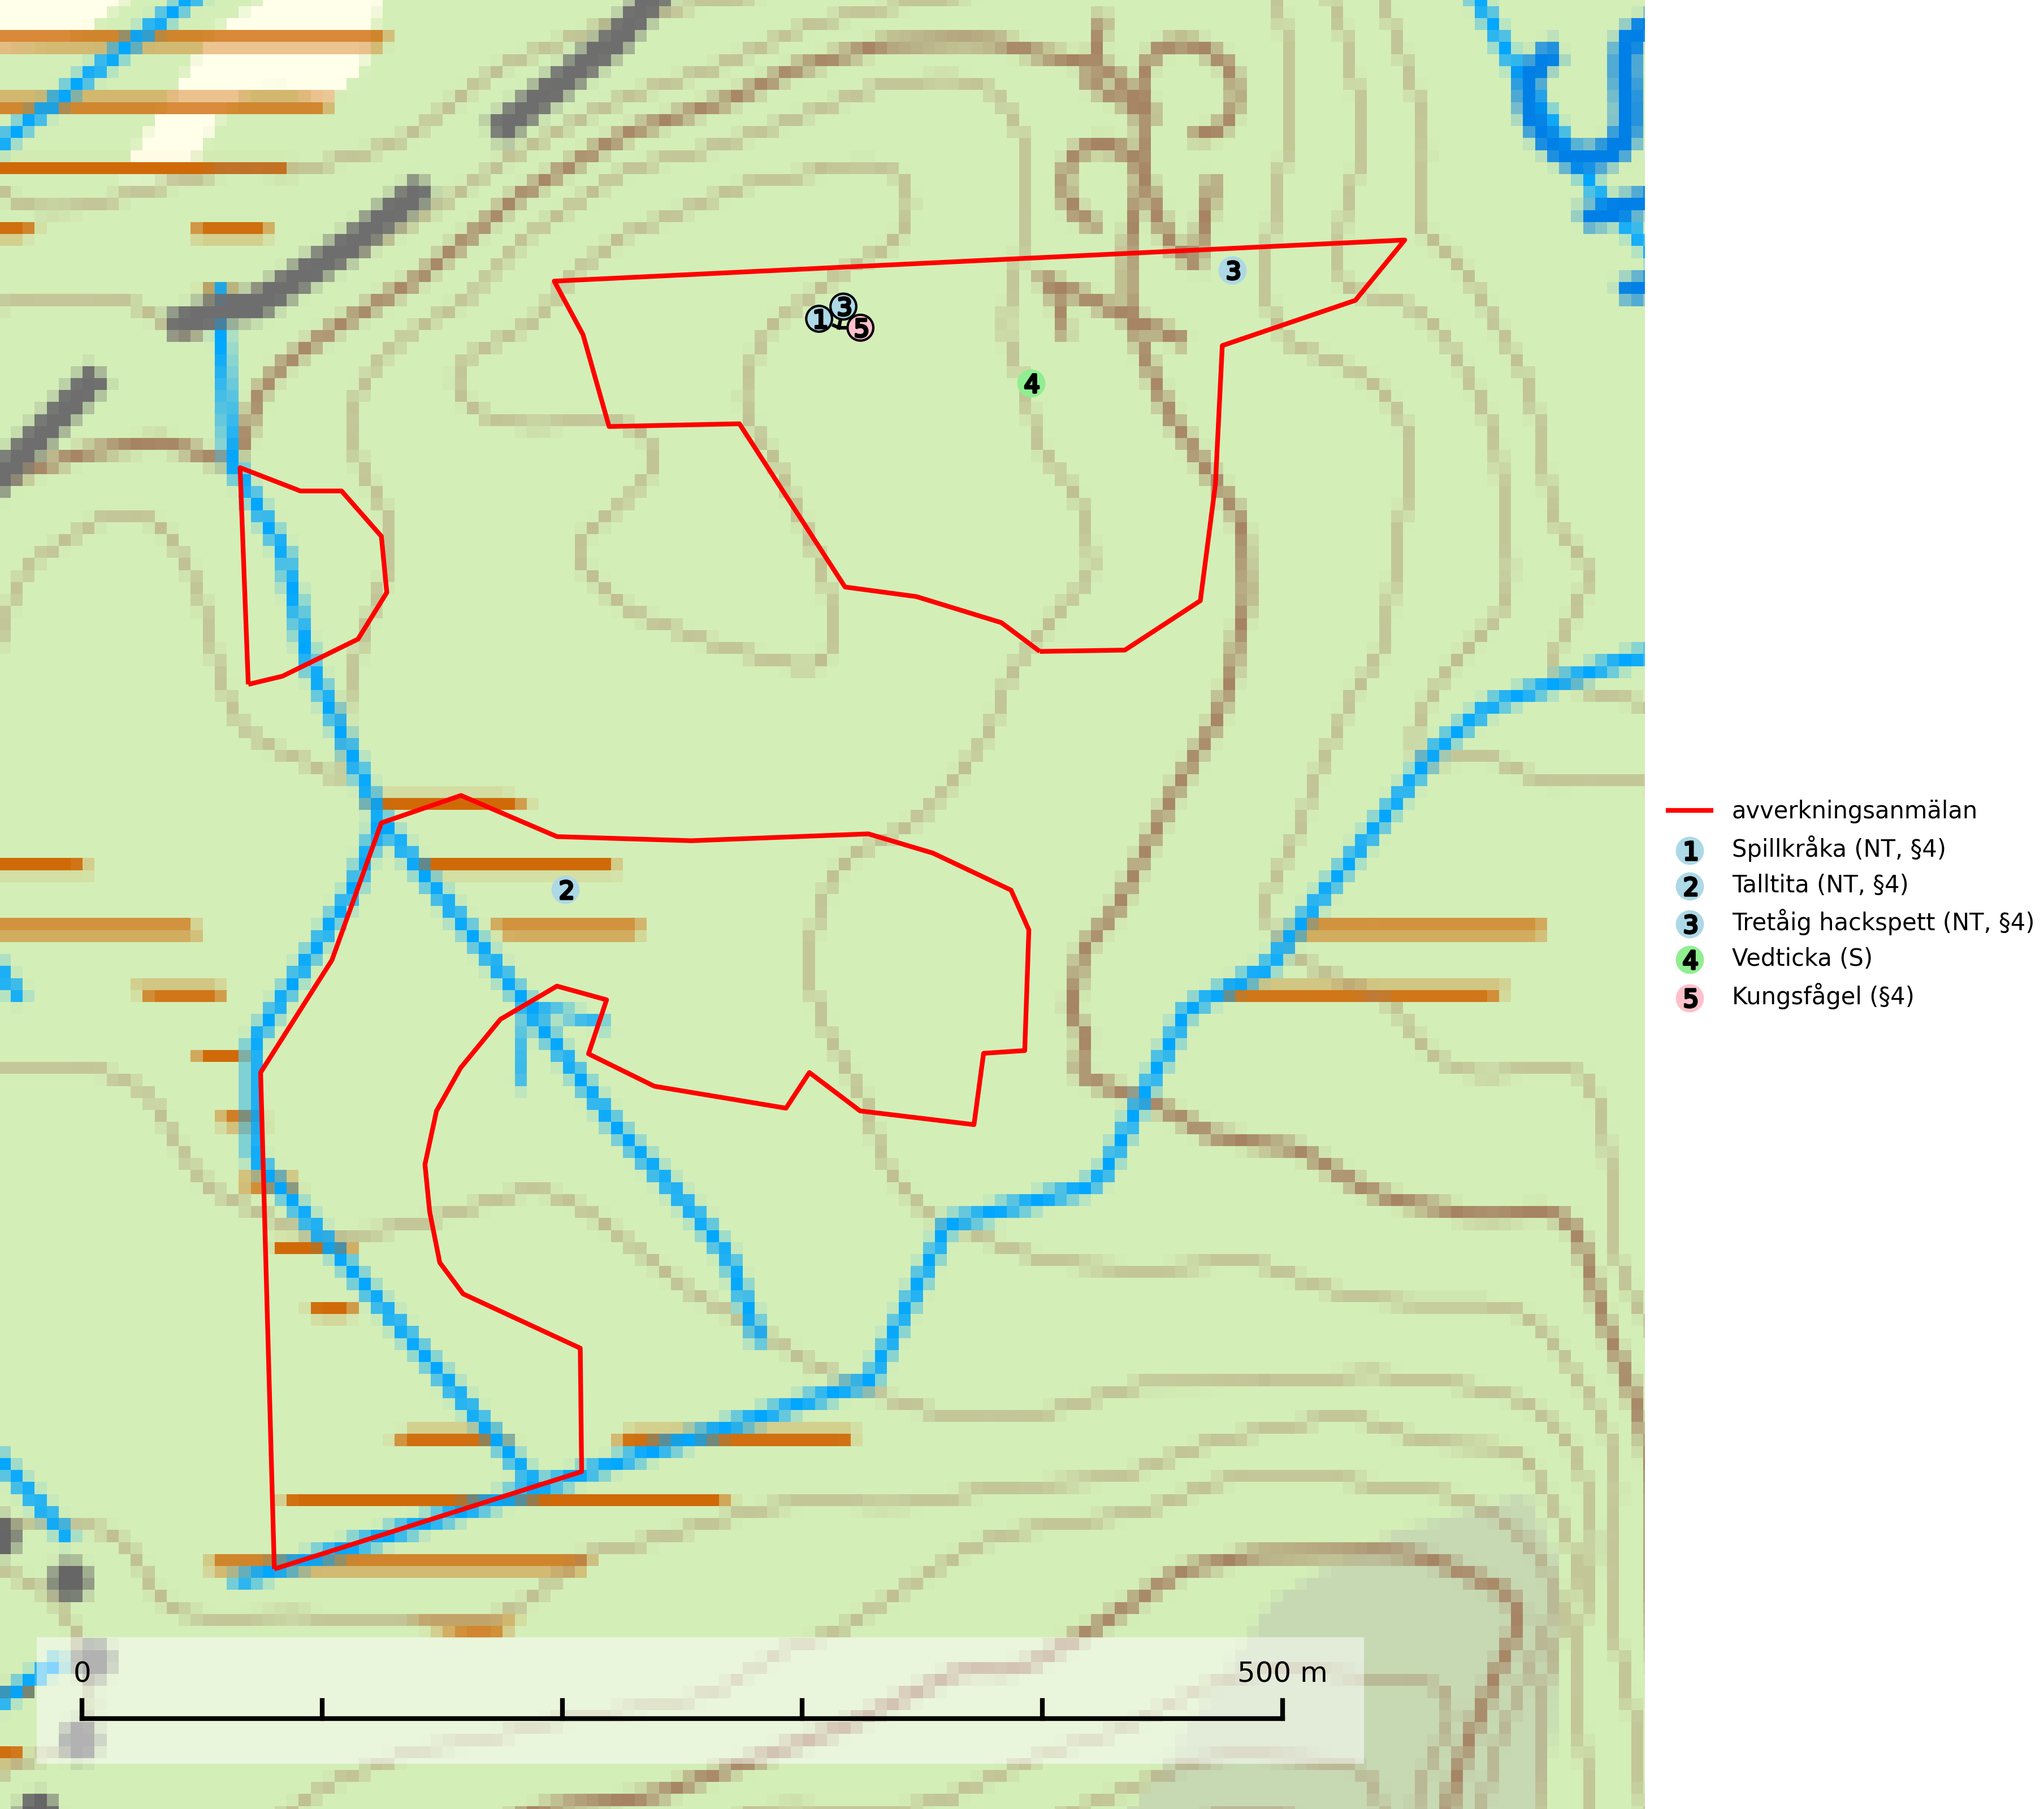 3
1
3
5
4
2
avverkningsanmälan
1 Spillkråka (NT, §4)
2 Talltita (NT, §4)
3 Tretåig hackspett (NT, §4)
4 Vedticka (S)
5 Kungsfågel (§4)
0 500 m